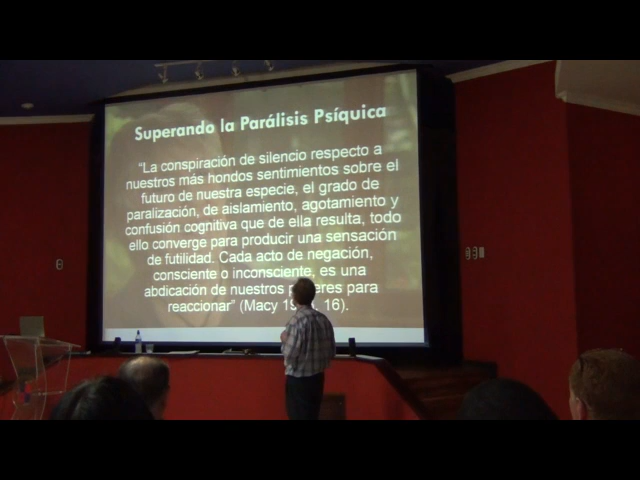 Superando la Parálisis Psíquica
“La conspiración de silencio respecto a
nuestros más hondos sentimientos sobre el
futuro de nuestra especie, el grado de
paralización, de aislamiento, agotamiento y
confusión cognitiva que de ella resulta, todo
ello converge para producir una sensación
de futilidad. Cada acto de negación,
consciente o inconsciente, es una
abdicación de nuestros poderes para
reaccionar” (Macy 16).